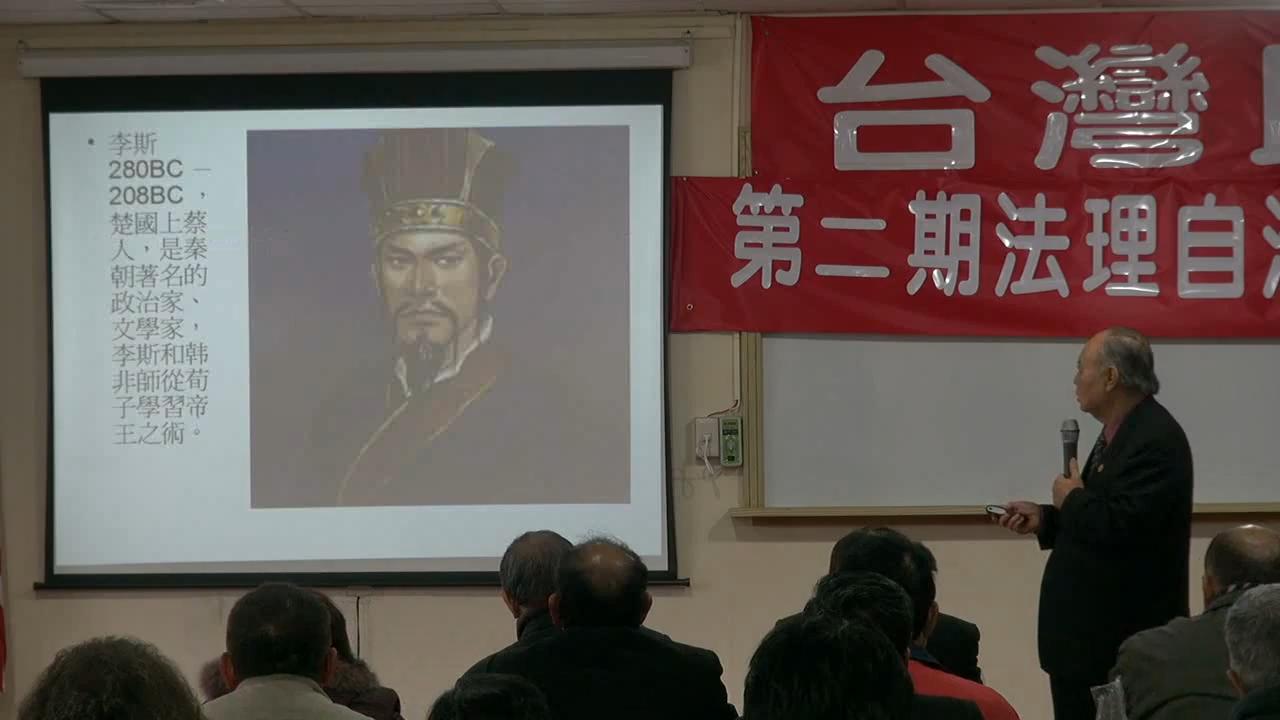 • 李斯
280BC －
208BC，
楚國上蔡
人，是秦
朝著名的
政治家、
文學家，
李斯和韩
非師從荀
子學習帝
王之術。
台灣
第二期法理自